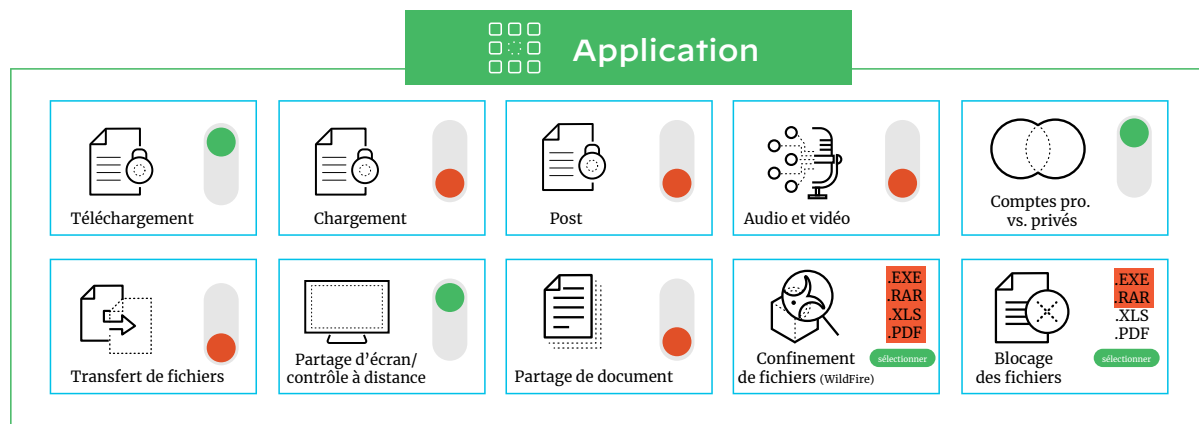 Application
Téléchargement
Chargement
Post
Audio et vidéo
Comptes pro.
vs. privés
Transfert de fichiers
Partage d’écran/
contrôle à distance
Partage de document
.EXE
.RAR
.XLS
.PDF
sélectionner
Confinement
de fichiers (WildFire)
.EXE
.RAR
.XLS
.PDF
sélectionner
Blocage
des fichiers